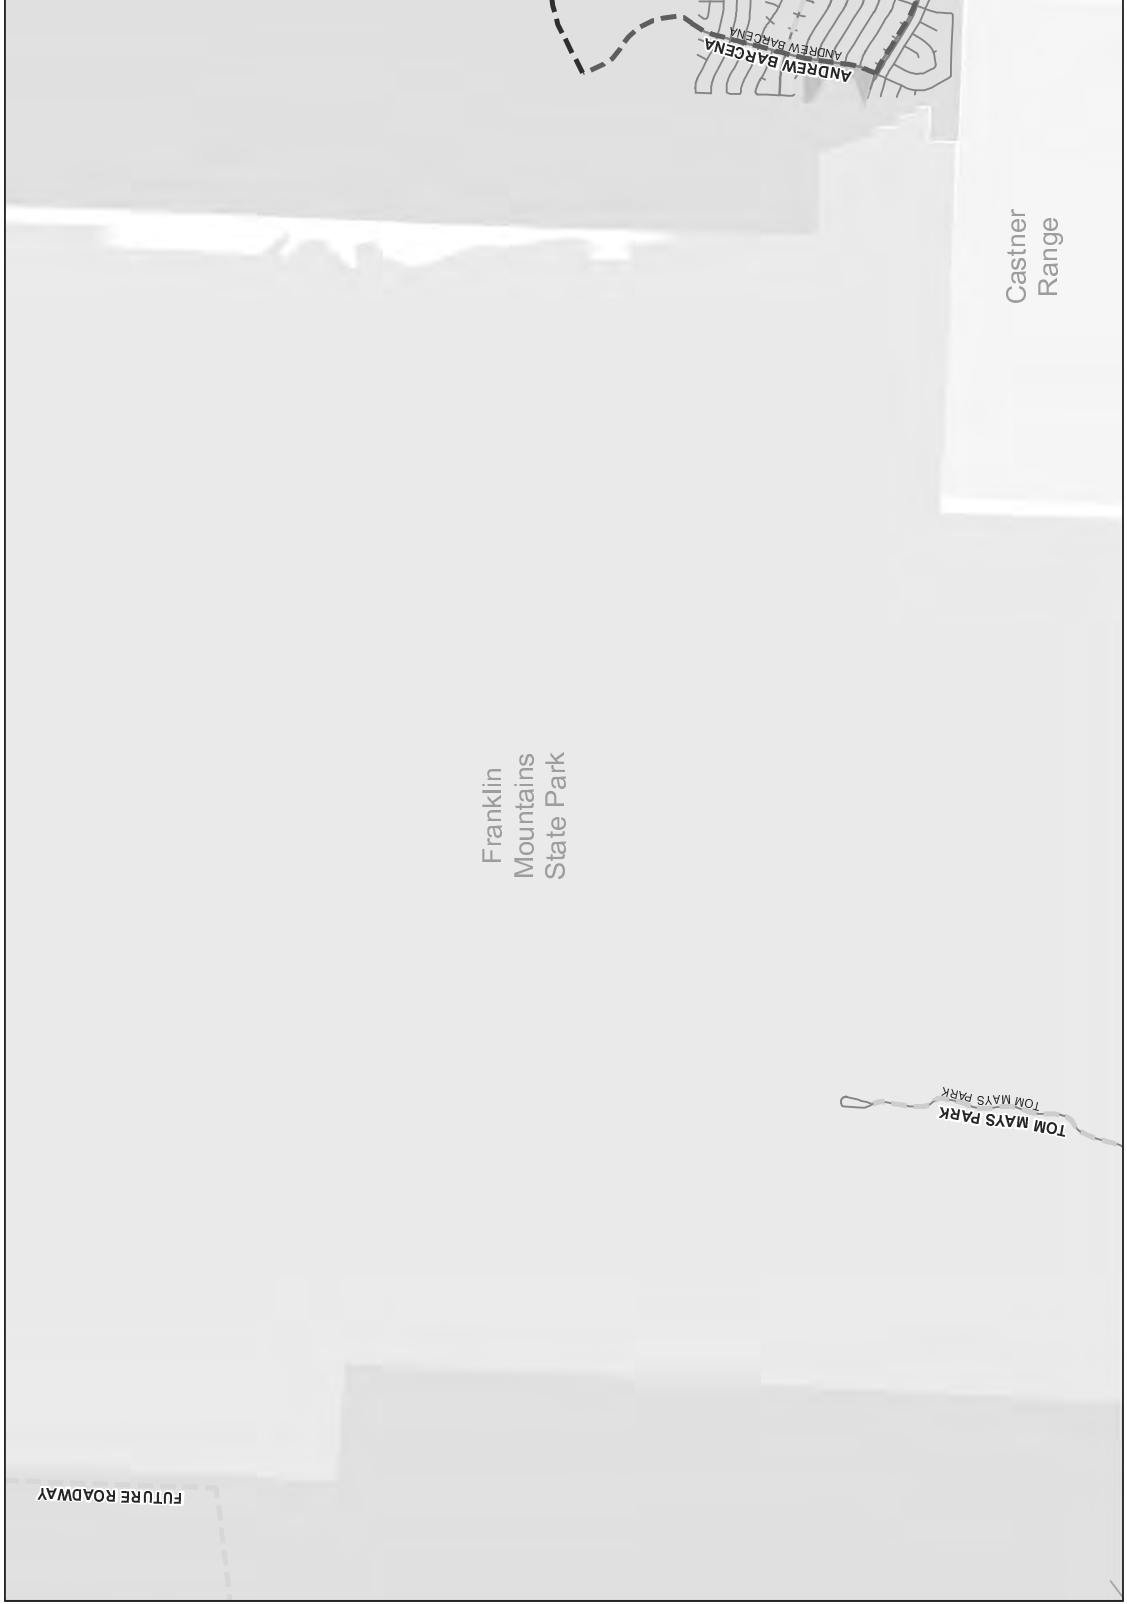 ANDREW BARCENA
ANDREW BARCENA
Castner
Range
Franklin
Mountains
State Park
TOM MAYS PARK
TOM MAYS PARK
FUTURE ROADWAY